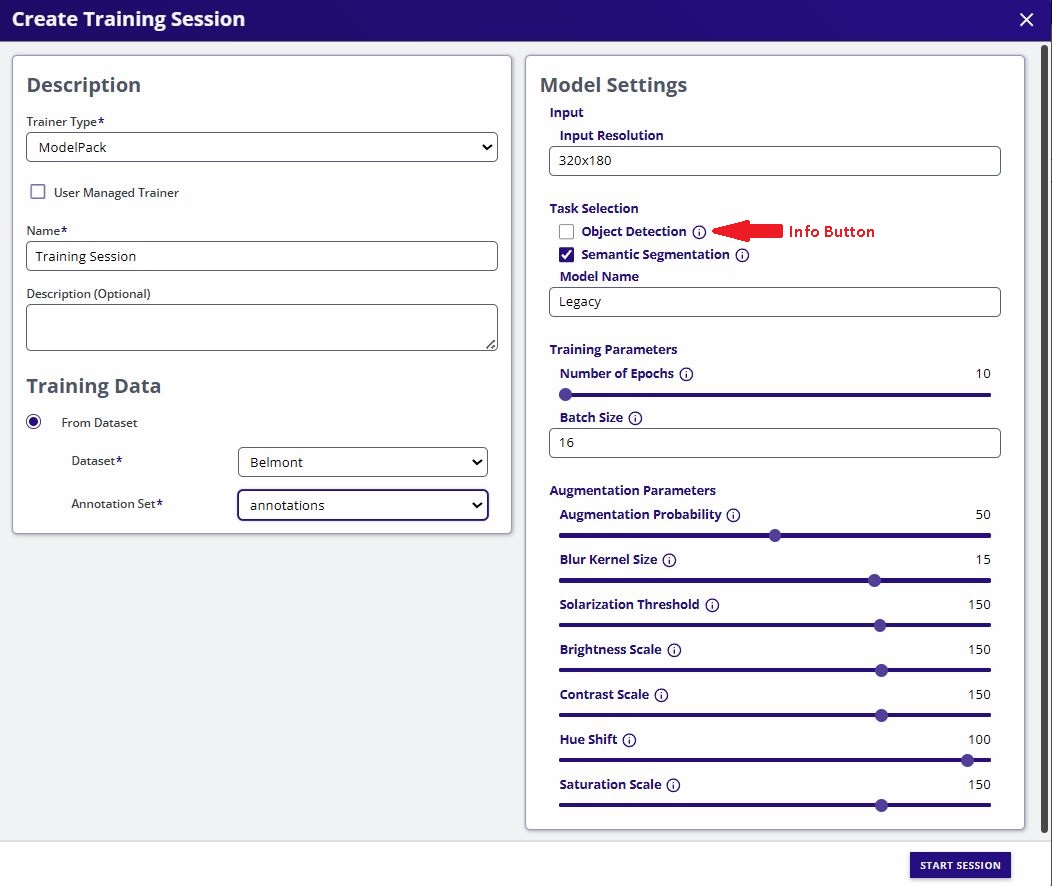 Create Training Session
Description
Trainer Type*
ModelPack
User Managed Trainer
Name*
Training Session
Description (Optional)
Training Data
From Dataset
Dataset*
Belmont
Annotation Set*
annotations
Model Settings
Input
Input Resolution
320x180
Task Selection
Object Detection
Info Button
Semantic Segmentation
Model Name
Legacy
Training Parameters
Number of Epochs 10
Batch Size
16
Augmentation Parameters
Augmentation Probability 50
Blur Kernel Size 15
Solarization Threshold 150
Brightness Scale 150
Contrast Scale 150
Hue Shift 100
Saturation Scale 150
START SESSION